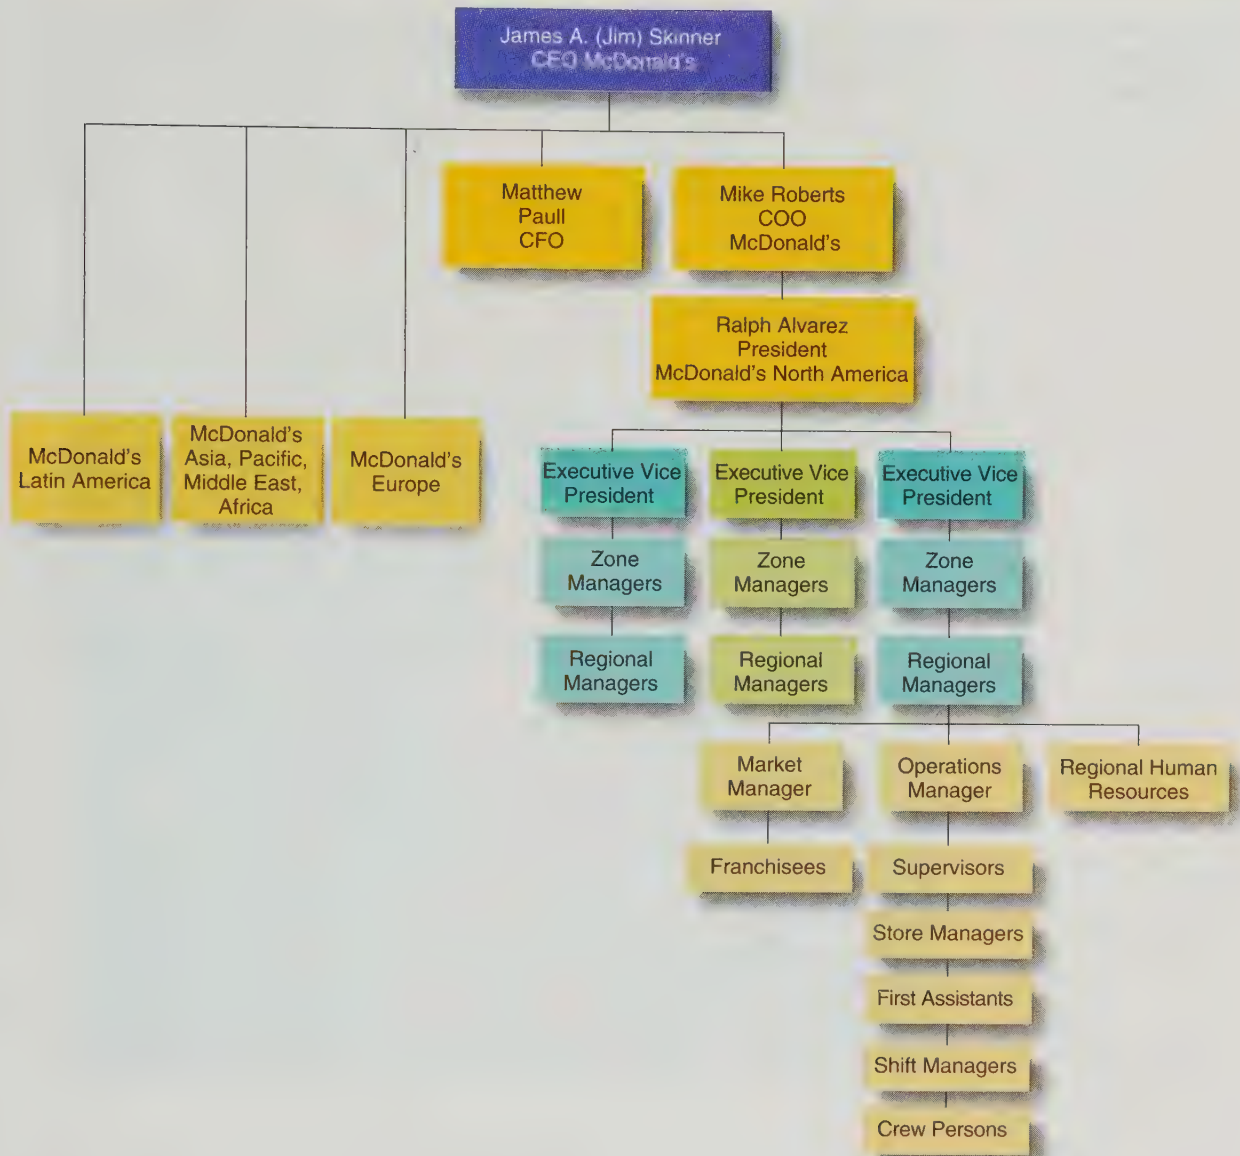 James A. (Jim) Skinner
CEO McDonald's
Matthew
Paull
CFO
Mike Roberts
COO
McDonald's
Ralph Alvarez
President
McDonald's North America
McDonald's
Latin America
McDonald's
Asia, Pacific,
Middle East,
Africa
McDonald's
Europe
Executive Vice
President
Executive Vice
President
Executive Vice
President
Zone
Managers
Zone
Managers
Zone
Managers
Regional
Managers
Regional
Managers
Regional
Managers
Market
Manager
Operations
Manager
Regional Human
Resources
Franchisees
Supervisors
Store Managers
First Assistants
Shift Managers
Crew Persons